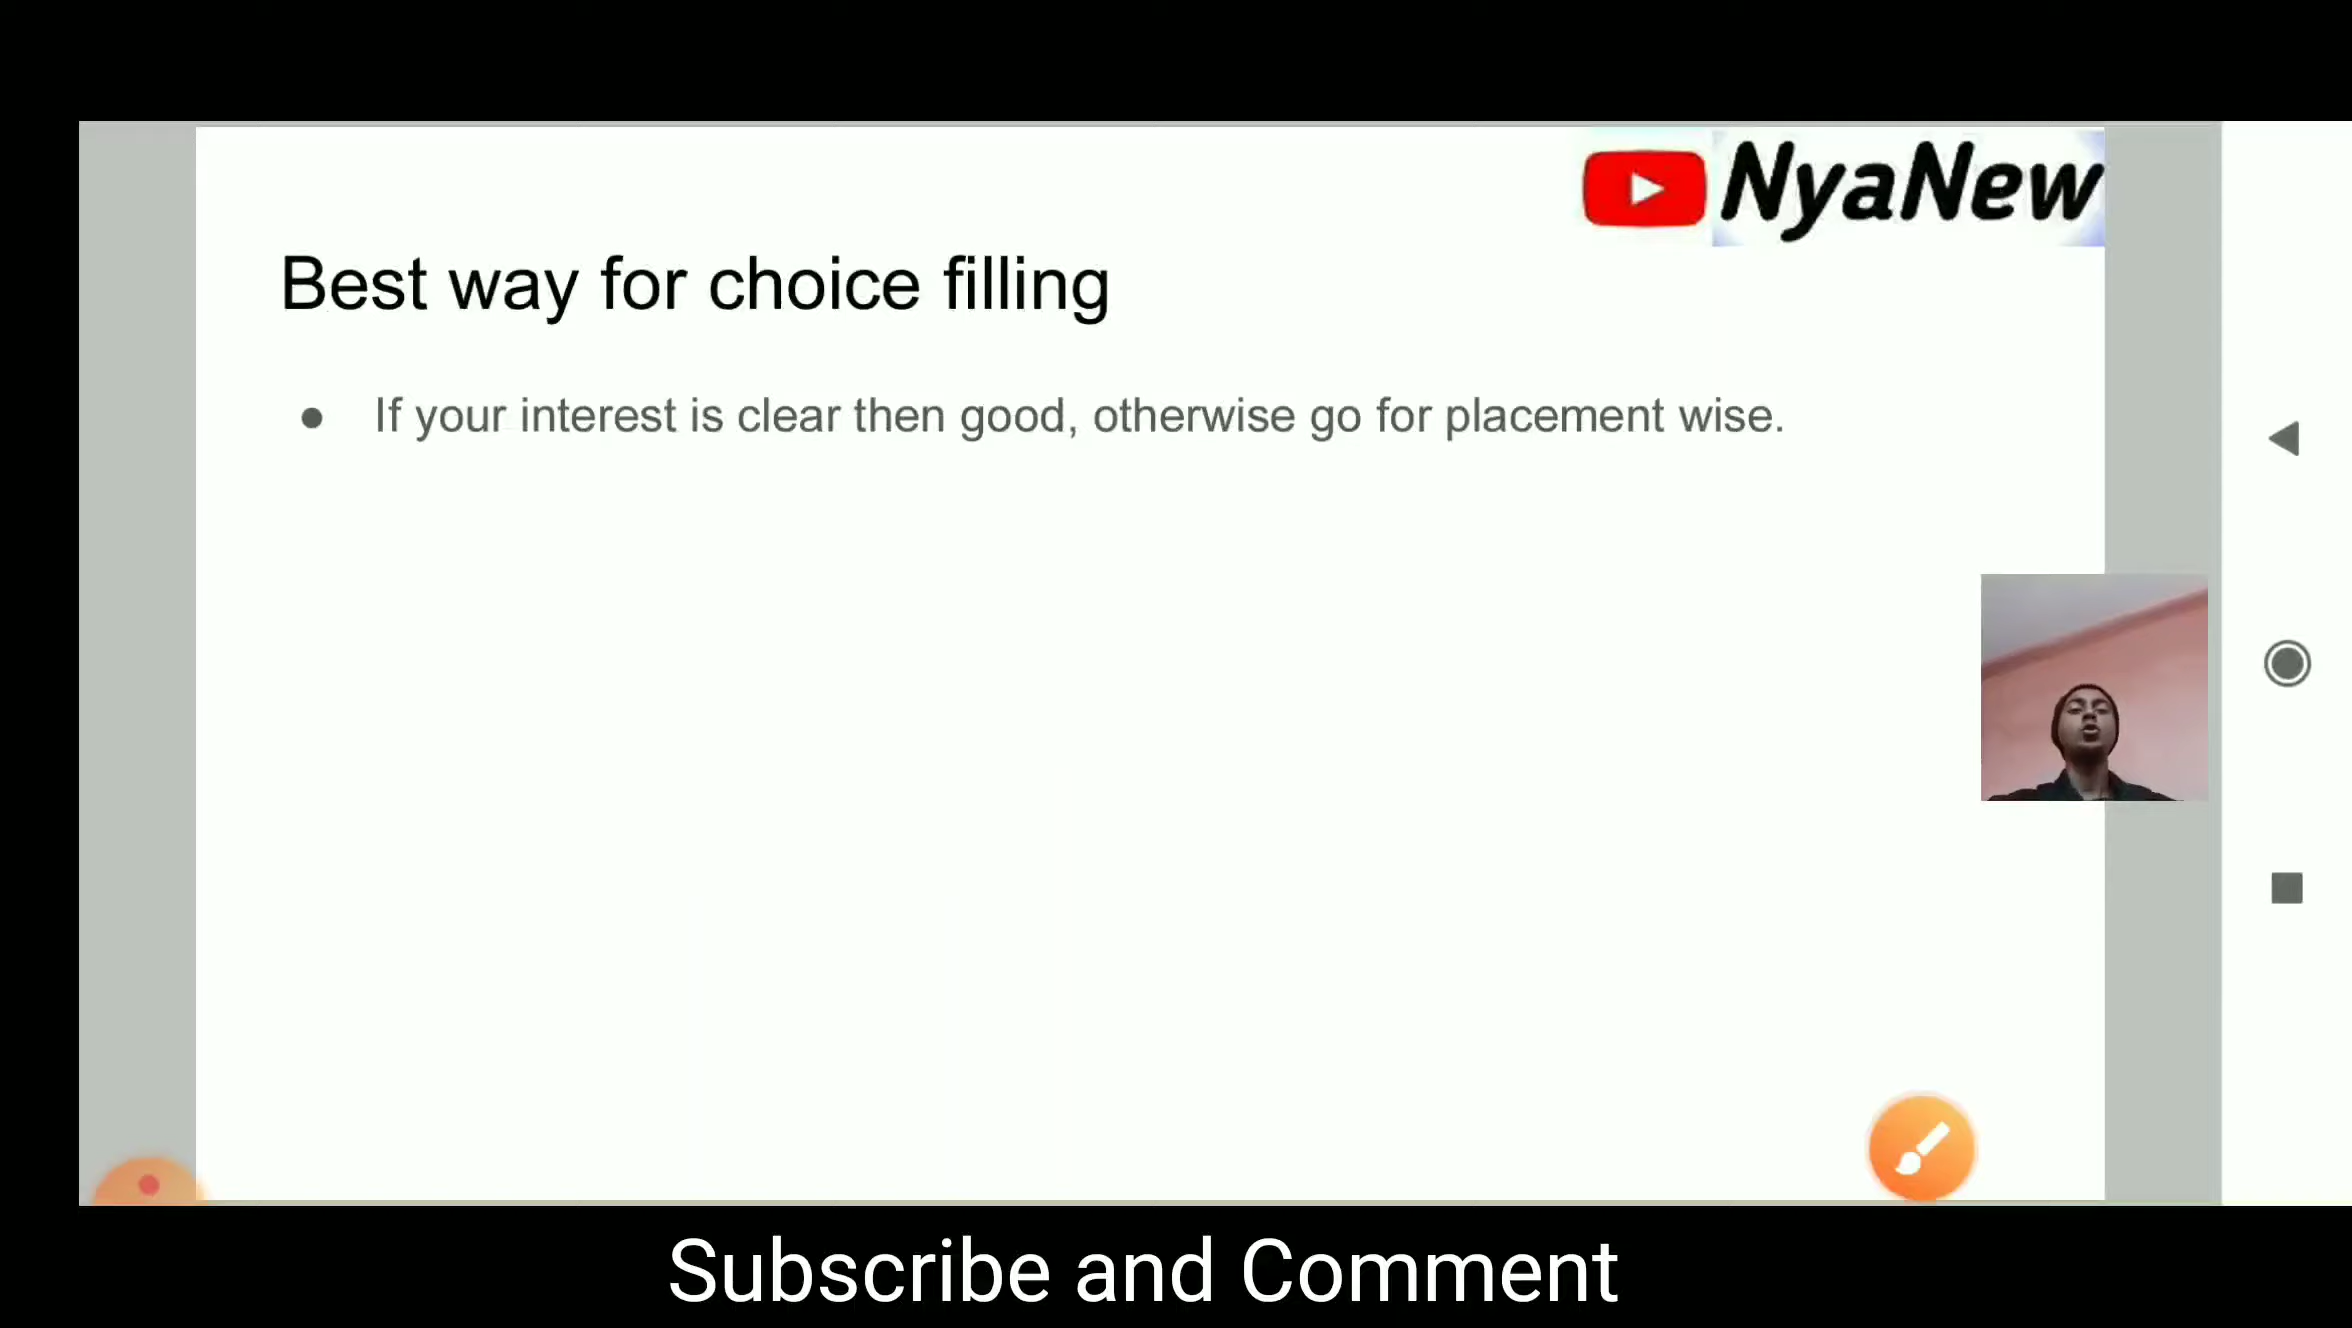 NyaNew
Best way for choice filling
● If your interest is clear then good, otherwise go for placement wise.
Subscribe and Comment